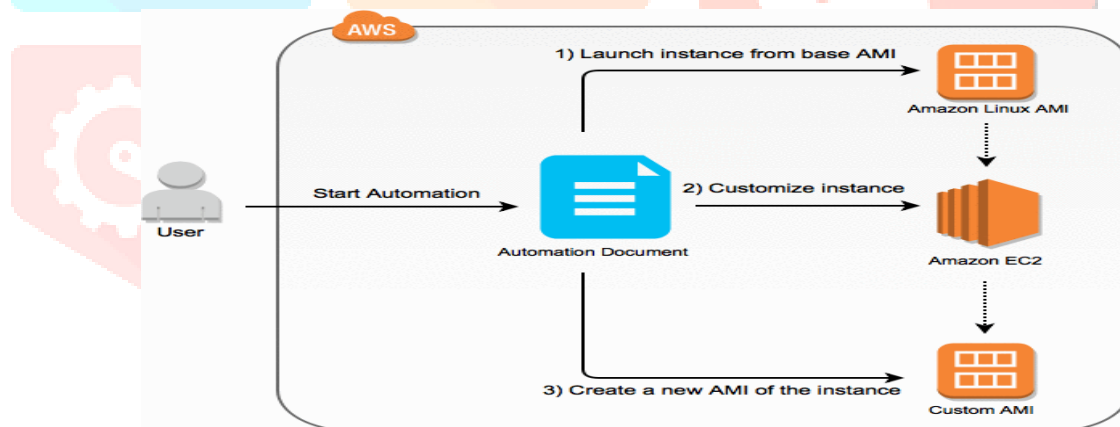 AWS
1) Launch instance from base AMI
Amazon Linux AMI
Start Automation
2) Customize instance
User
Automation Document
Amazon EC2
3) Create a new AMI of the instance
Custom AMI